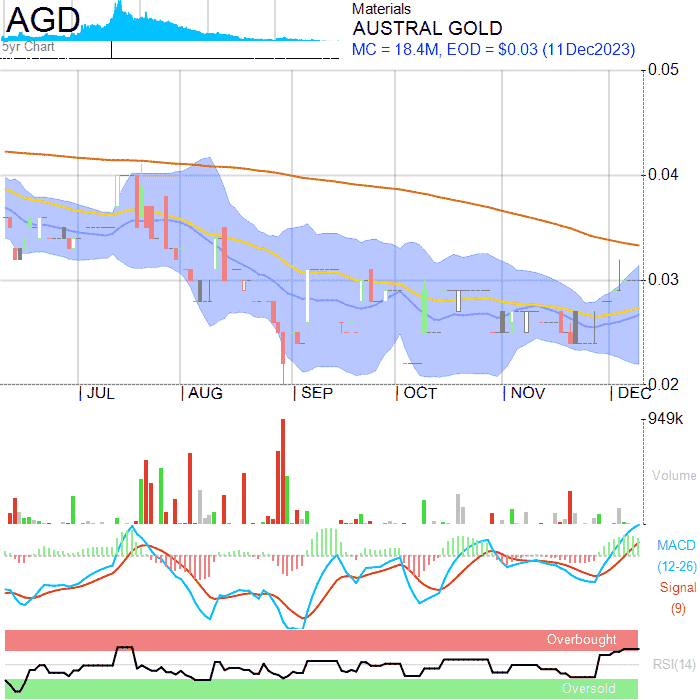 AGD
5yr Chart
Materials
AUSTRAL GOLD
MC = 18.4M, EOD = $0.03 (11Dec2023)
0.05
0.04
0.03
0.02
JUL
AUG
SEP
OCT
NOV
DEC
949k
Volume
MACD
(12-26)
Signal
(9)
Overbought
RSI(14)
Oversold